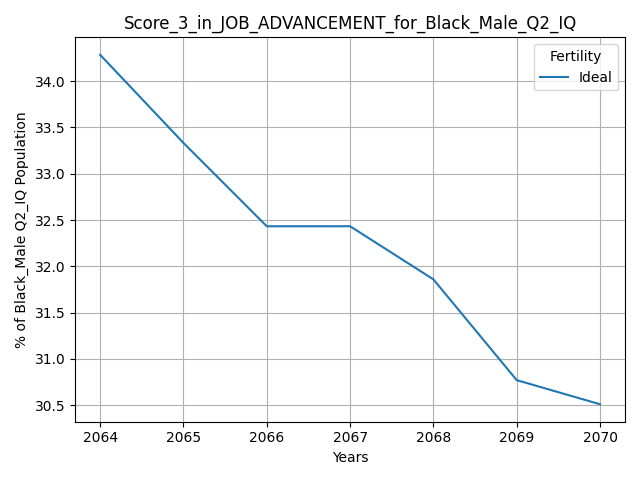 Score_3_in_JOB_ADVANCEMENT_for_Black_Male_Q2_IQ
Fertility
Ideal
% of Black_Male Q2_IQ Population
34.0
33.5
33.0
32.5
32.0
31.5
31.0
30.5
2064 2065 2066 2067 2068 2069 2070
Years